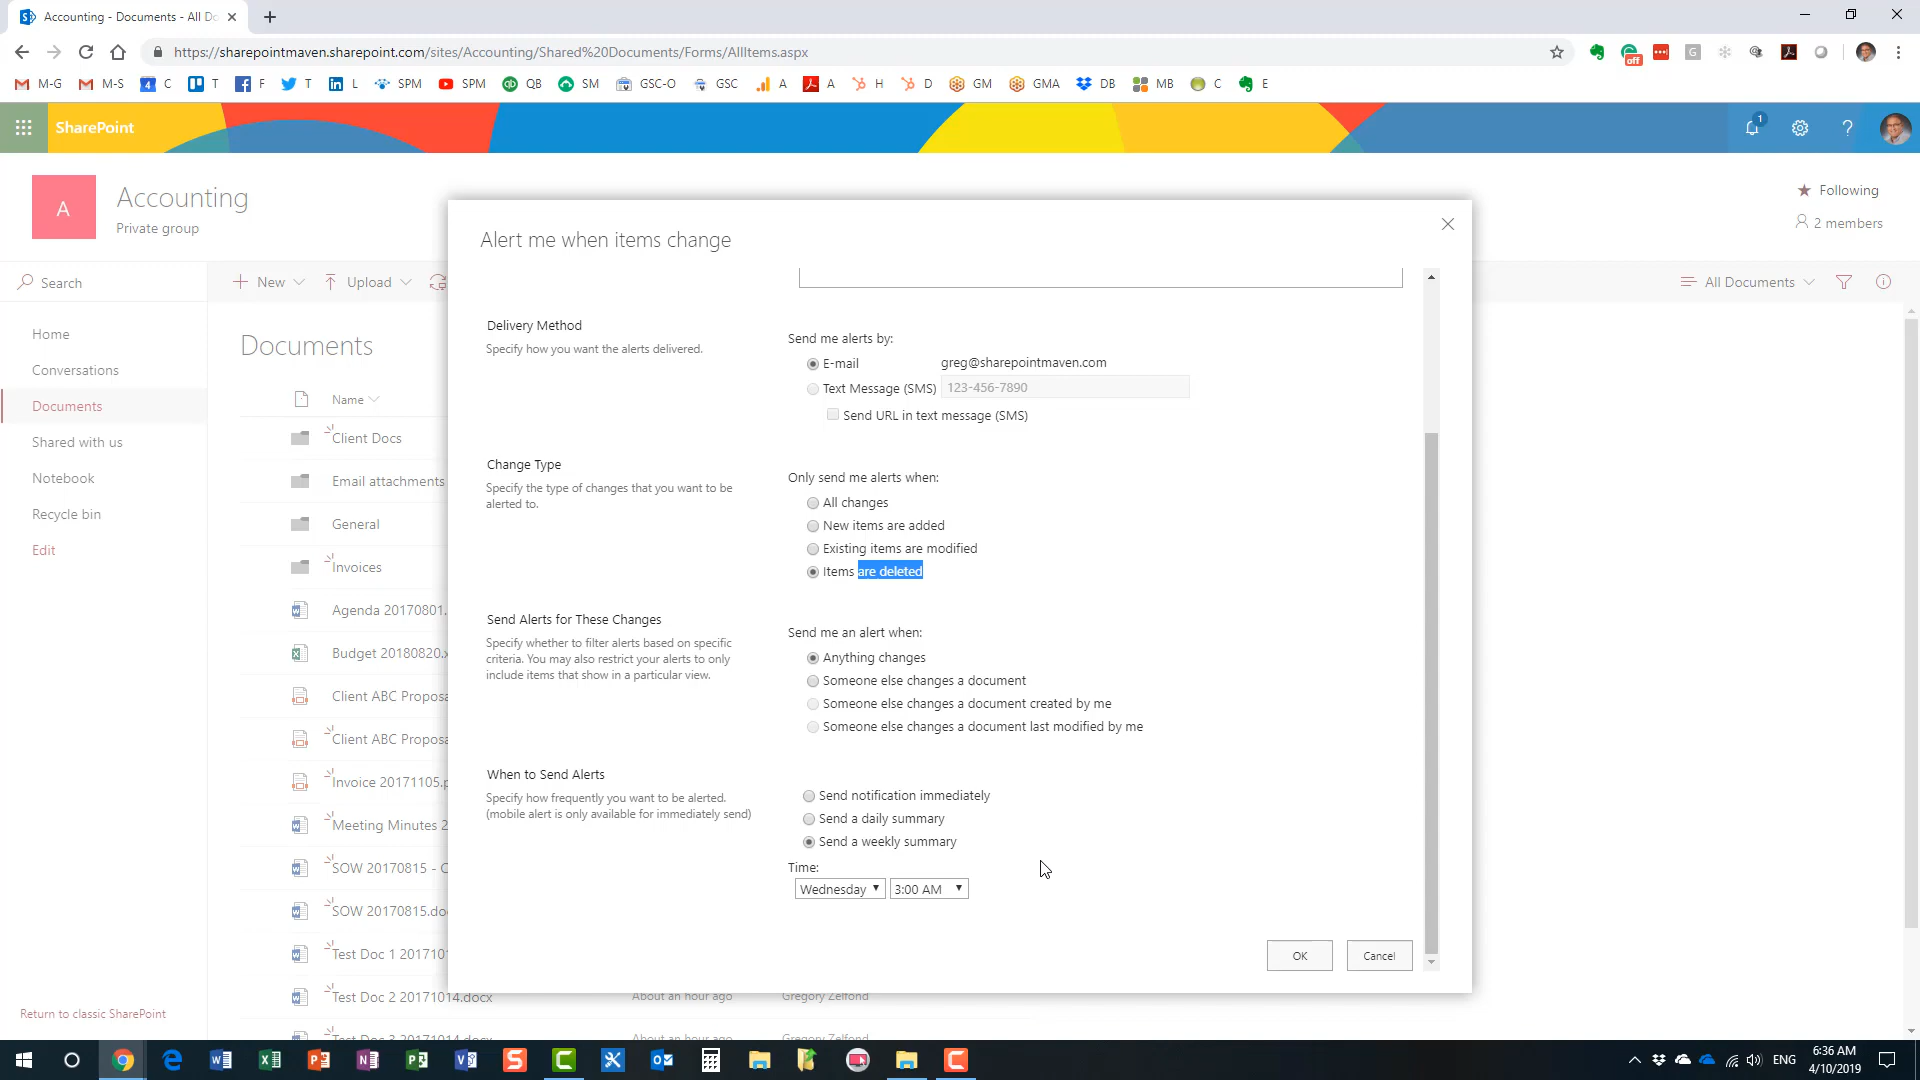 Accounting - Documents - All Do
https://sharepointmaven.sharepoint.com/sites/Accounting/Shared%20Documents/Forms/AllItems.aspx
off
M-G M-S 4 C T F T L SPM SPM QB SM GSC-O GSC A A H D GM GMA DB MB C E
SharePoint
1
?
A
Accounting
Private group
Following
2 members
Search
New
Upload
All Documents
Home
Conversations
Documents
Shared with us
Notebook
Recycle bin
Edit
Return to classic SharePoint
Documents
Name
Client Docs
Email attachments
General
Invoices
Agenda 20170801.
Budget 20180820.x
Client ABC Proposa
Client ABC Proposa
Invoice 20171105.p
Meeting Minutes 2
SOW 20170815 - C
SOW 20170815.doc
Test Doc 1 201710
Test Doc 2 20171014.docx About an hour ago Gregory Zelfond
Alert me when items change
Delivery Method
Specify how you want the alerts delivered.
Send me alerts by:
E-mail greg@sharepointmaven.com
Text Message (SMS) 123-456-7890
Send URL in text message (SMS)
Change Type
Specify the type of changes that you want to be
alerted to.
Only send me alerts when:
All changes
New items are added
Existing items are modified
Items are deleted
Send Alerts for These Changes
Specify whether to filter alerts based on specific
criteria. You may also restrict your alerts to only
include items that show in a particular view.
Send me an alert when:
Anything changes
Someone else changes a document
Someone else changes a document created by me
Someone else changes a document last modified by me
When to Send Alerts
Specify how frequently you want to be alerted.
(mobile alert is only available for immediately send)
Send notification immediately
Send a daily summary
Send a weekly summary
Time:
Wednesday 3:00 AM
OK Cancel
ENG
6:36 AM
4/10/2019